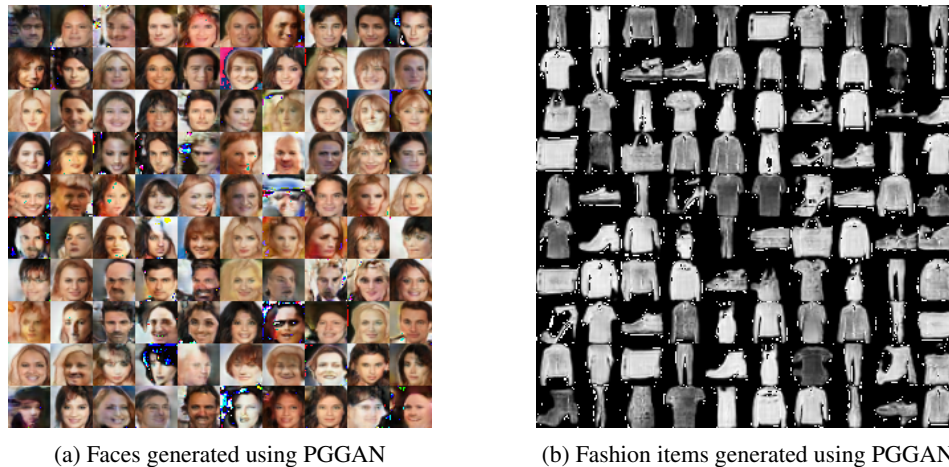 (a) Faces generated using PGGAN
(b) Fashion items generated using PGGAN